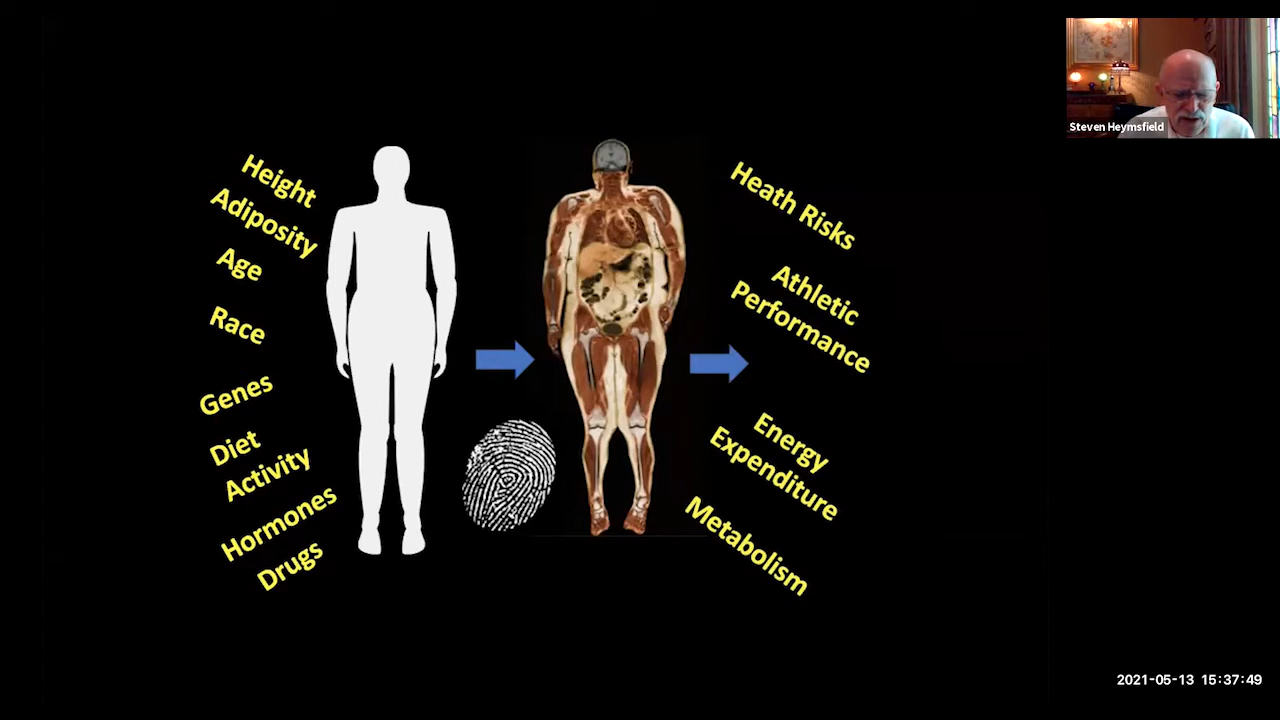 Height
Adiposity
Age
Race
Genes
Diet
Activity
Hormones
Drugs
Heath Risks
Athletic
Performance
Energy
Expenditure
Metabolism
Steven Heymsfield
2021-05-13 15:37:49